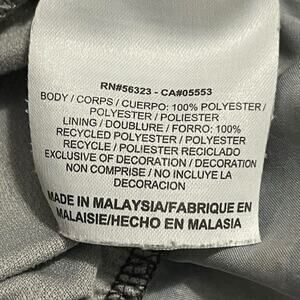 RN#56323 - CA#05553
BODY / CORPS / CUERPO: 100% POLYESTER /
POLYESTER / POLIESTER
LINING / DOUBLURE / FORRO: 100%
RECYCLED POLYESTER / POLYESTER
RECYCLE / POLIESTER RECICLADO
EXCLUSIVE OF DECORATION / DECORATION
NON COMPRISE / NO INCLUYE LA
DECORACION
MADE IN MALAYSIA/FABRIQUE EN
MALAISIE/HECHO EN MALASIA